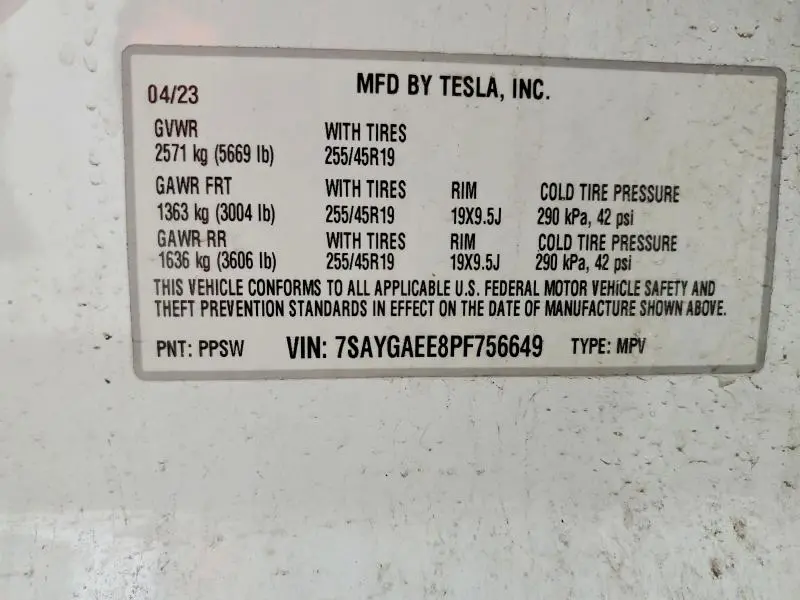 04/23 MFD BY TESLA, INC.
GVWR WITH TIRES
2571 kg (5669 lb) 255/45R19
GAWR FRT WITH TIRES RIM COLD TIRE PRESSURE
1363 kg (3004 lb) 255/45R19 19X9.5J 290 kPa, 42 psi
GAWR RR WITH TIRES RIM COLD TIRE PRESSURE
1636 kg (3606 lb) 255/45R19 19X9.5J 290 kPa, 42 psi
THIS VEHICLE CONFORMS TO ALL APPLICABLE U.S. FEDERAL MOTOR VEHICLE SAFETY AND
THEFT PREVENTION STANDARDS IN EFFECT ON THE DATE OF MANUFACTURE SHOWN ABOVE.
PNT: PPSW VIN: 7SAYGAEE8PF756649 TYPE: MPV